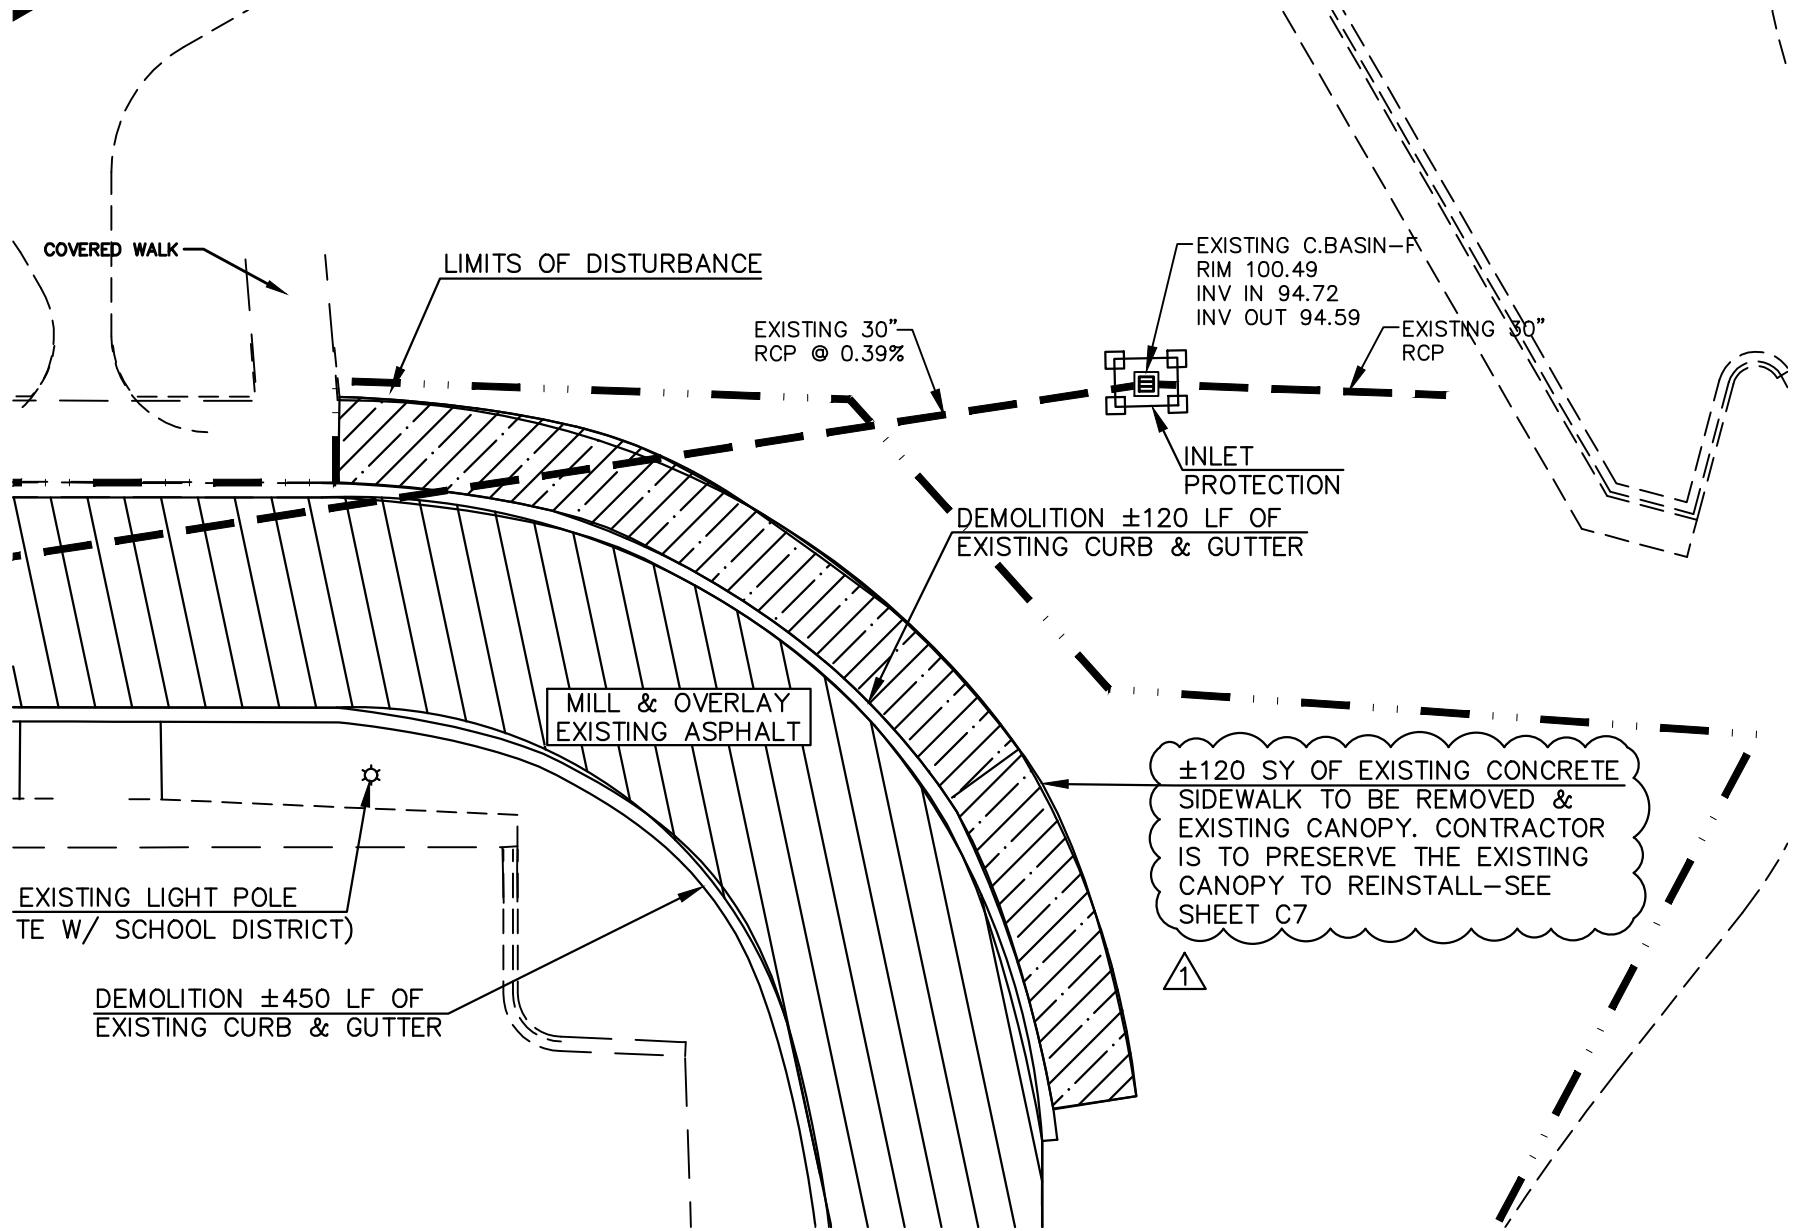 COVERED WALK
LIMITS OF DISTURBANCE
EXISTING 30"
RCP @ 0.39%
EXISTING C.BASIN-F
RIM 100.49
INV IN 94.72
INV OUT 94.59
EXISTING 30"
RCP
INLET
PROTECTION
DEMOLITION ±120 LF OF
EXISTING CURB & GUTTER
MILL & OVERLAY
EXISTING ASPHALT
±120 SY OF EXISTING CONCRETE
SIDEWALK TO BE REMOVED &
EXISTING CANOPY. CONTRACTOR
IS TO PRESERVE THE EXISTING
CANOPY TO REINSTALL-SEE
SHEET C7
1
EXISTING LIGHT POLE
TE W/ SCHOOL DISTRICT)
DEMOLITION ±450 LF OF
EXISTING CURB & GUTTER